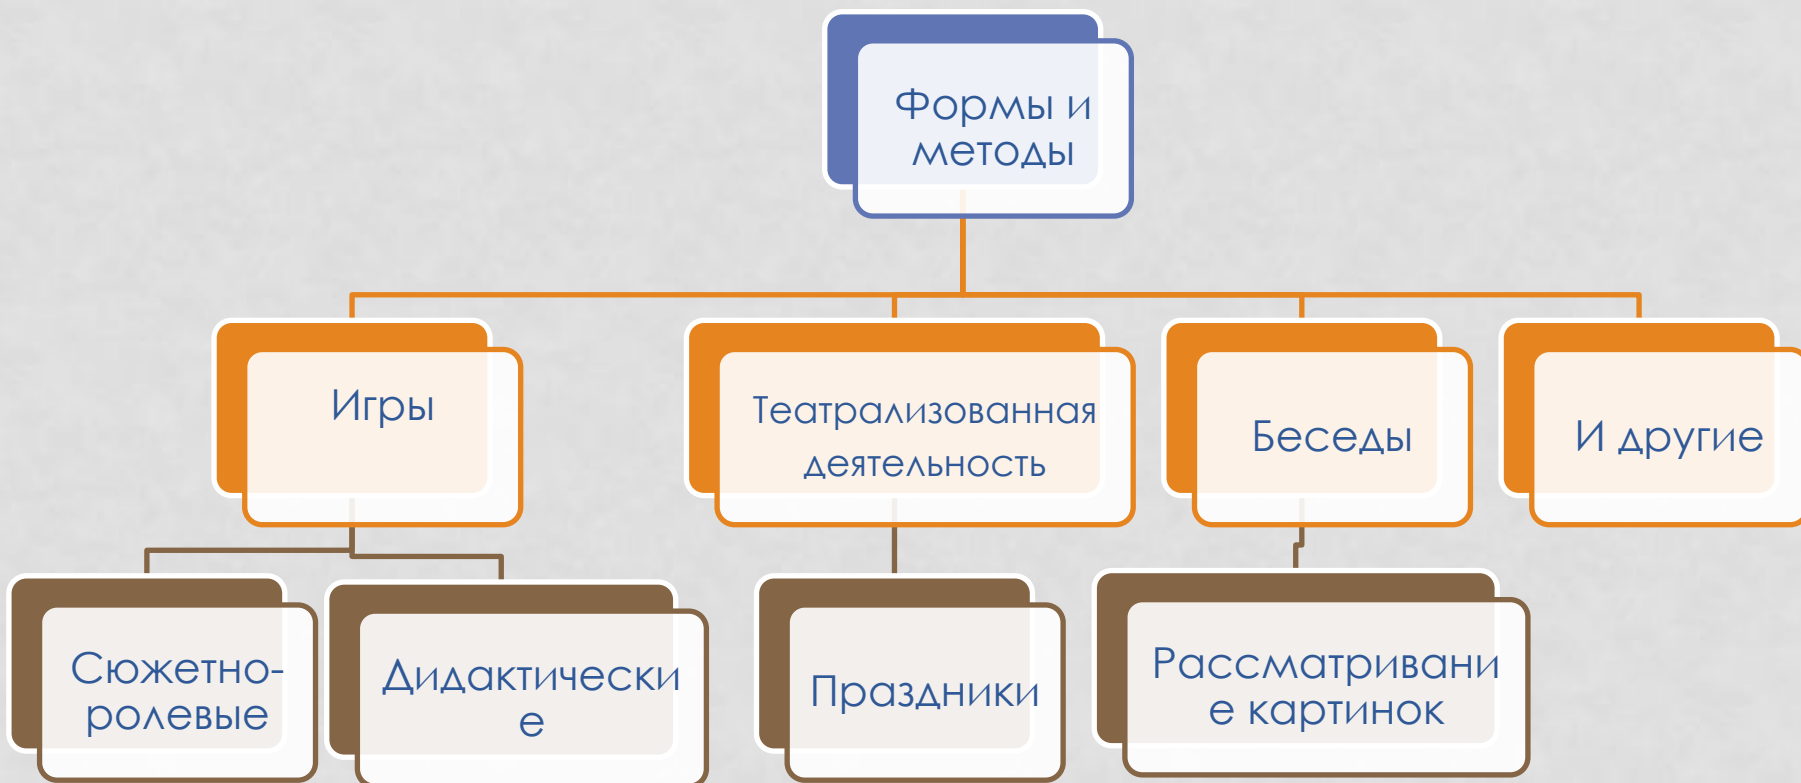 Формы и
методы
Игры
Театрализованная
деятельность
Беседы
И другие
Сюжетно-
ролевые
Дидактически
е
Праздники
Рассматривани
е картинок